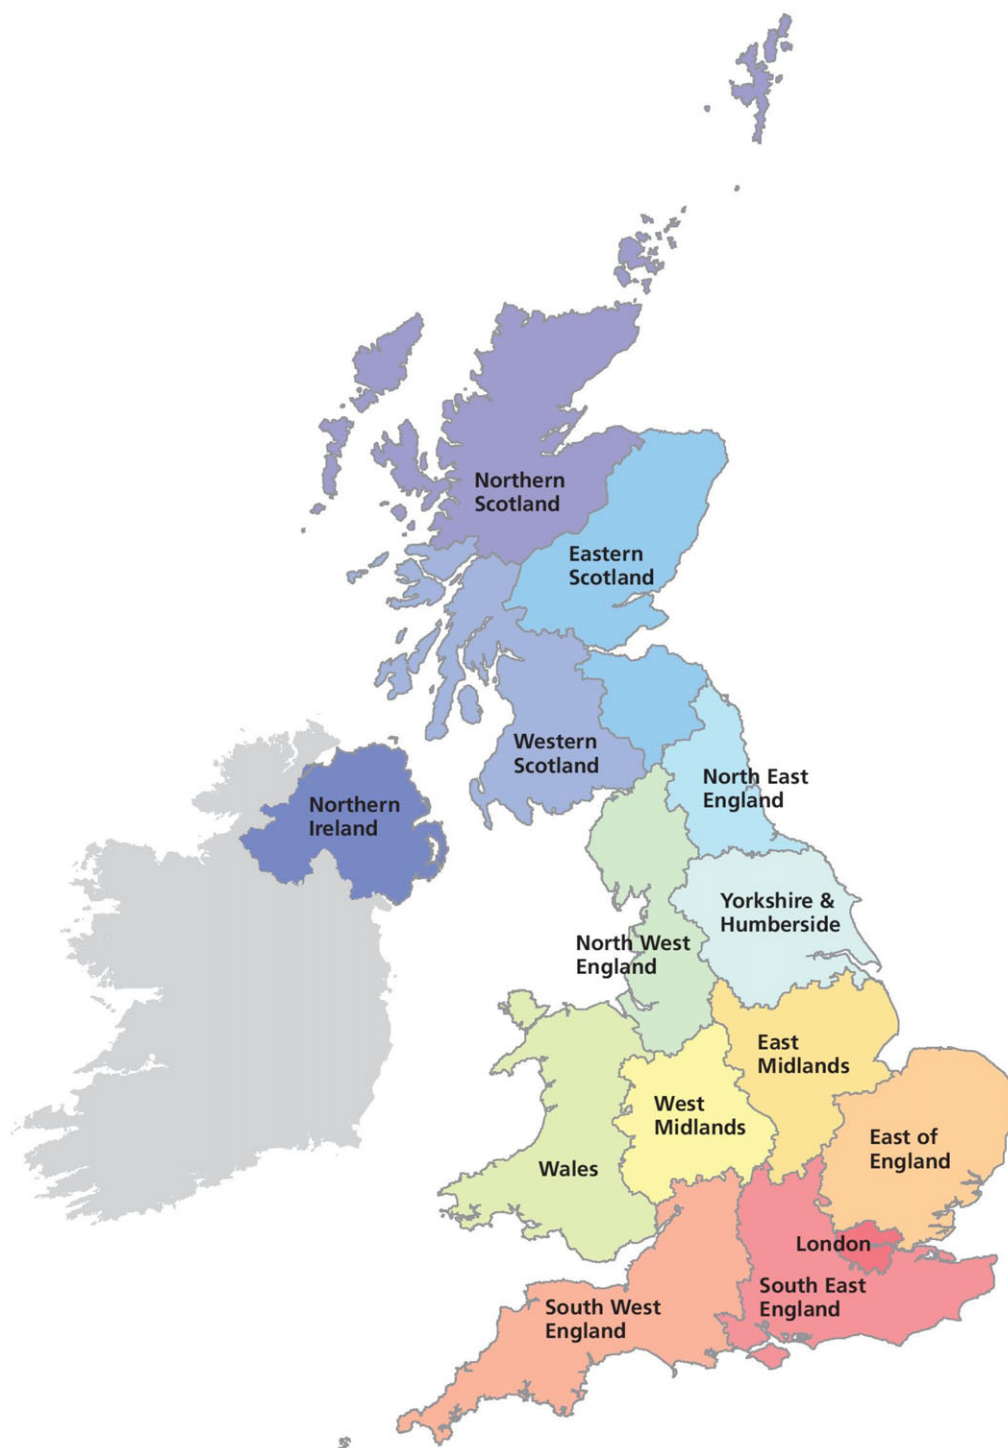 Northern
Scotland
Eastern
Scotland
Western
Scotland
Northern
Ireland
North East
England
Yorkshire &
Humberside
North West
England
East
Midlands
West
Midlands
East of
England
Wales
London
South East
England
South West
England